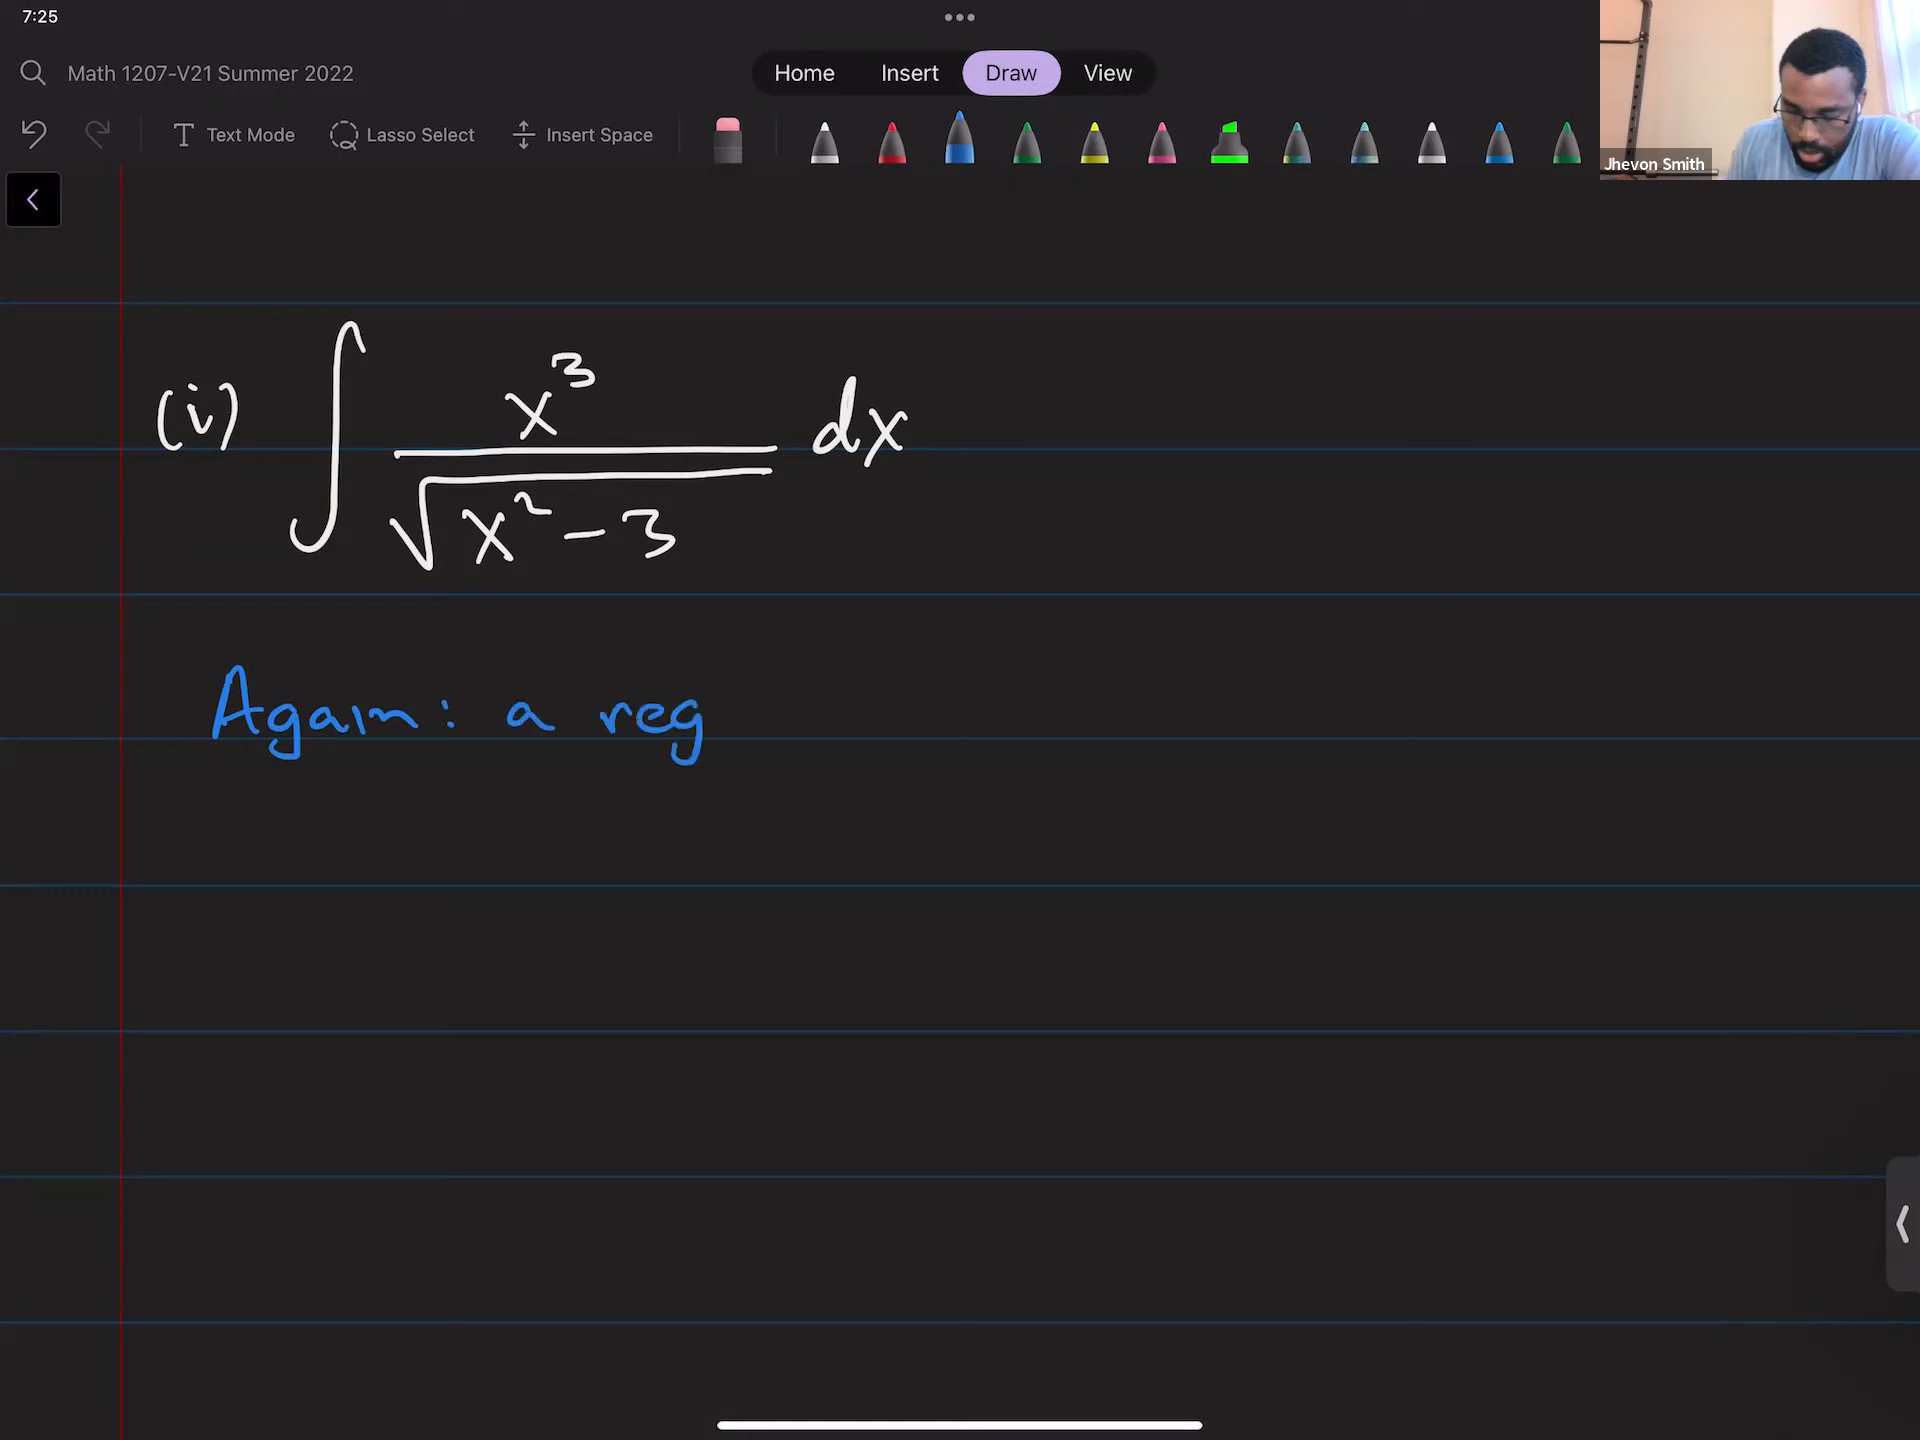 7:25
Math 1207-V21 Summer 2022
Home Insert Draw View
Text Mode Lasso Select Insert Space
Jhevon Smith
(i) ∫ x³ / √(x² - 3) dx
Again: a reg